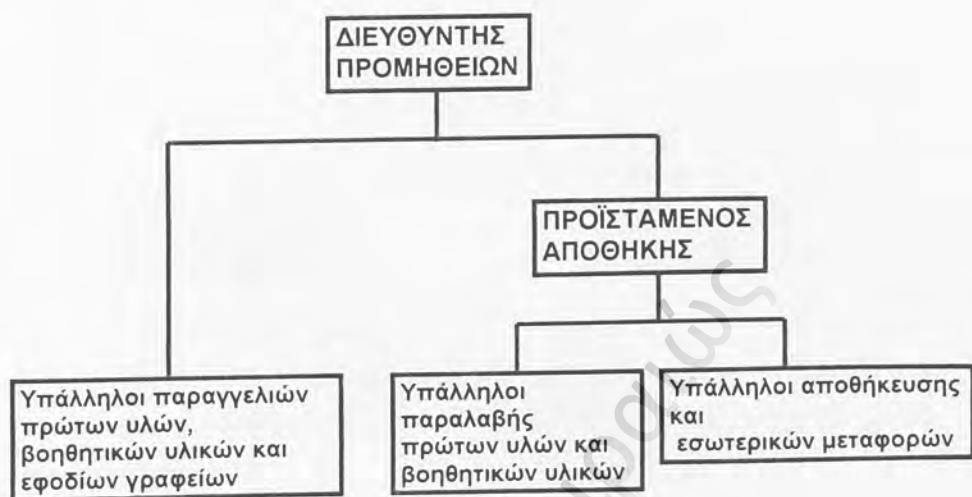 ΔΙΕΥΘΥΝΤΗΣ
ΠΡΟΜΗΘΕΙΩΝ
ΠΡΟΪΣΤΑΜΕΝΟΣ
ΑΠΟΘΗΚΗΣ
Υπάλληλοι παραγγελιών
πρώτων υλών,
βοηθητικών υλικών και
εφοδίων γραφείων
Υπάλληλοι
παραλαβής
πρώτων υλών και
βοηθητικών υλικών
Υπάλληλοι αποθήκευσης
και
εσωτερικών μεταφορών